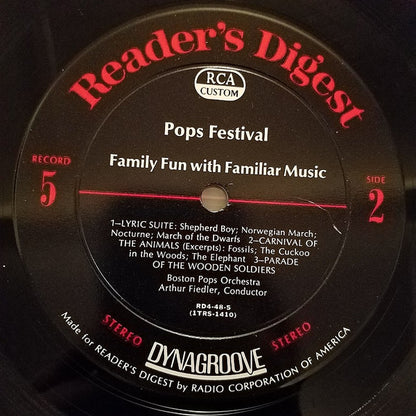 Reader's Digest
RCA
CUSTOM
Pops Festival
Family Fun with Familiar Music
RECORD
5
SIDE
2
1—LYRIC SUITE: Shepherd Boy; Norwegian March;
Nocturne; March of the Dwarfs 2—CARNIVAL OF
THE ANIMALS (Excerpts): Fossils; The Cuckoo
in the Woods; The Elephant 3—PARADE
OF THE WOODEN SOLDIERS
Boston Pops Orchestra
Arthur Fiedler, Conductor
RD4-48-5
(1TRS-1410)
STEREO
DYNAGROOVE
STEREO
Made for READER'S DIGEST by RADIO CORPORATION OF AMERICA